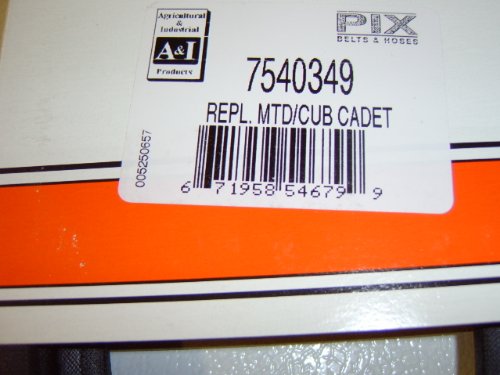 Agricultural
&
Industrial
A&I
Products
PIX
BELTS & HOSES
7540349
REPL. MTD/CUB CADET
005250657
6 71958 54679 9